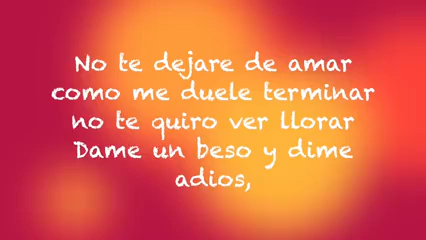 No te dejare de amar
como me duele terminar
no te quiro ver llorar
Dame un beso y dime
adios,